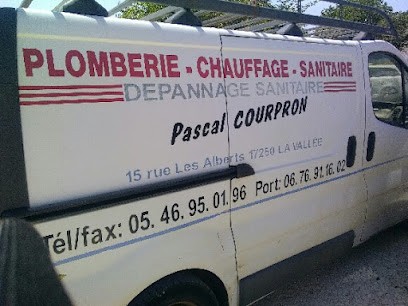 PLOMBERIE - CHAUFFAGE - SANITAIRE
DEPANNAGE SANITAIRE
Pascal COURPRON
15 rue Les Alberts 17250 LA VALLEE
Tél/fax: 05. 46. 95. 01. 96 Port: 06. 76. 91. 16. 02